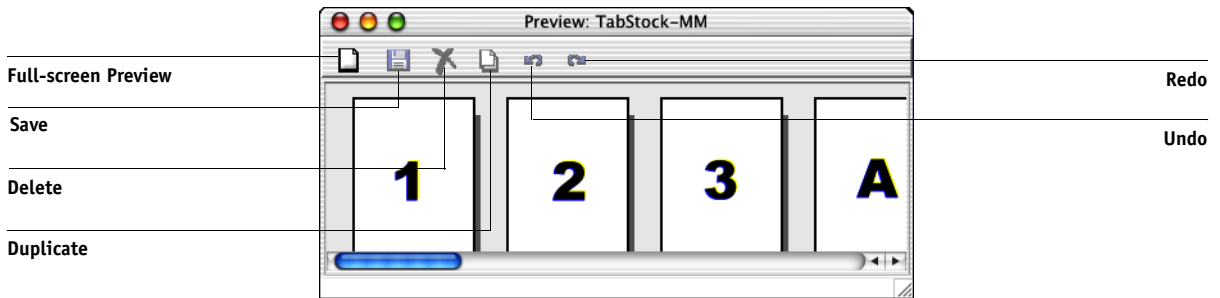 Preview: TabStock-MM
Full-screen Preview
Redo
Save
Undo
Delete
Duplicate
1 2 3 A